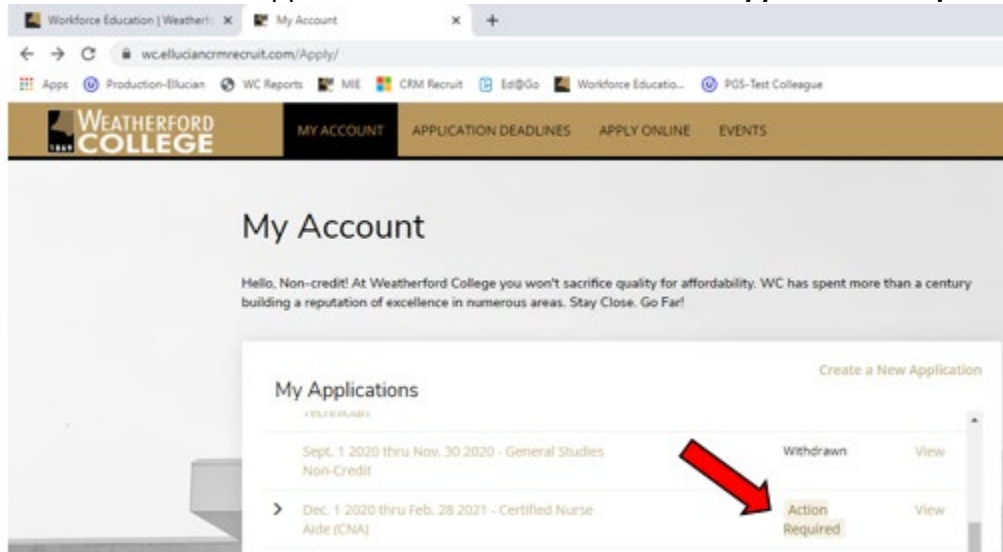 Workforce Education | Weatherf
My Account
wc.elluciancrmrecruit.com/Apply/
Apps Production-Ellucian WC Reports MIE CRM Recruit Ed@Go Workforce Educatio... PGS-Test Colleague
WEATHERFORD
COLLEGE
1869
MY ACCOUNT APPLICATION DEADLINES APPLY ONLINE EVENTS
My Account
Hello, Non-credit! At Weatherford College you won't sacrifice quality for affordability. WC has spent more than a century
building a reputation of excellence in numerous areas. Stay Close. Go Far!
Create a New Application
My Applications
Sept. 1 2020 thru Nov. 30 2020 - General Studies
Non-Credit
Withdrawn View
Dec. 1 2020 thru Feb. 28 2021 - Certified Nurse
Aide (CNA)
Action
Required
View